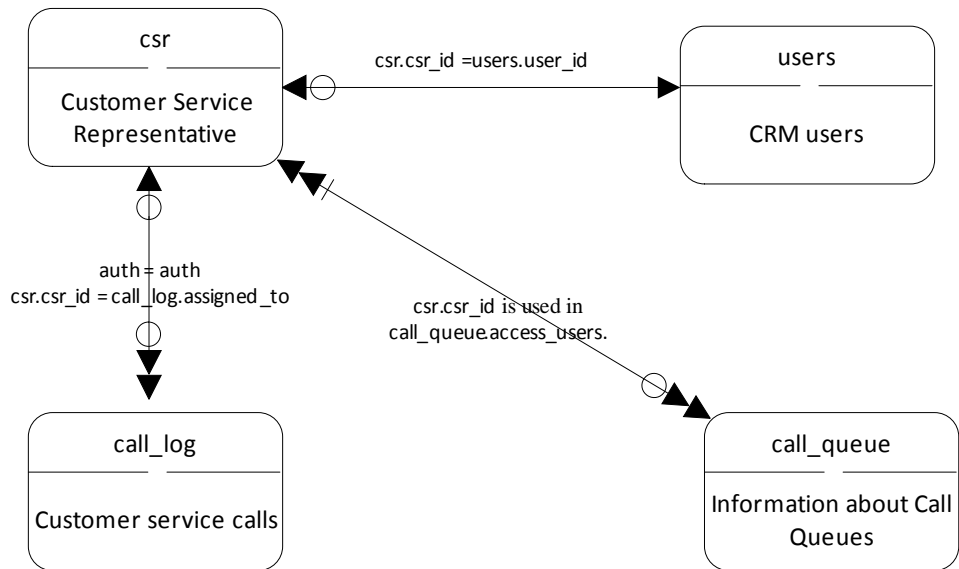 csr
Customer Service
Representative
csr.csr_id =users.user_id
users
CRM users
auth = auth
csr.csr_id = call_log.assigned_to
csr.csr_id is used in
call_queue.access_users.
call_log
Customer service calls
call_queue
Information about Call
Queues